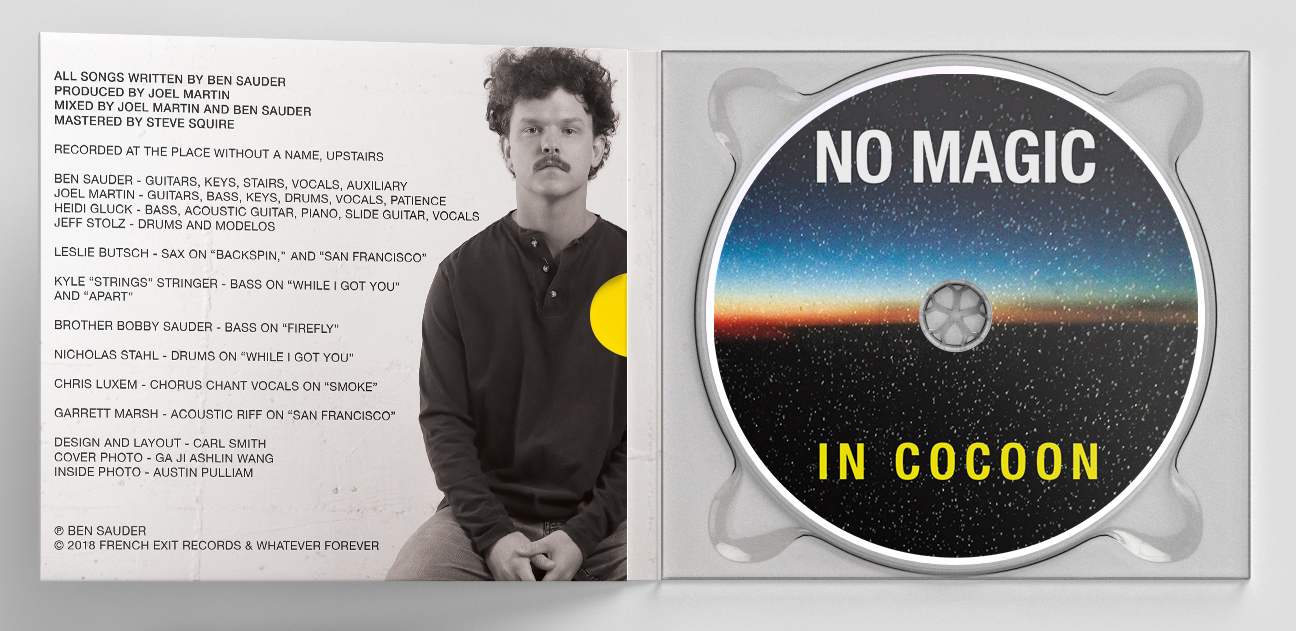 ALL SONGS WRITTEN BY BEN SAUDER
PRODUCED BY JOEL MARTIN
MIXED BY JOEL MARTIN AND BEN SAUDER
MASTERED BY STEVE SQUIRE
RECORDED AT THE PLACE WITHOUT A NAME, UPSTAIRS
BEN SAUDER - GUITARS, KEYS, STAIRS, VOCALS, AUXILIARY
JOEL MARTIN - GUITARS, BASS, KEYS, DRUMS, VOCALS, PATIENCE
HEIDI GLUCK - BASS, ACOUSTIC GUITAR, PIANO, SLIDE GUITAR, VOCALS
JEFF STOLZ - DRUMS AND MODELOS
LESLIE BUTSCH - SAX ON “BACKSPIN,” AND “SAN FRANCISCO”
KYLE “STRINGS” STRINGER - BASS ON “WHILE I GOT YOU”
AND “APART”
BROTHER BOBBY SAUDER - BASS ON “FIREFLY”
NICHOLAS STAHL - DRUMS ON “WHILE I GOT YOU”
CHRIS LUXEM - CHORUS CHANT VOCALS ON “SMOKE”
GARRETT MARSH - ACOUSTIC RIFF ON “SAN FRANCISCO”
DESIGN AND LAYOUT - CARL SMITH
COVER PHOTO - GA JI ASHLIN WANG
INSIDE PHOTO - AUSTIN PULLIAM
℗ BEN SAUDER
© 2018 FRENCH EXIT RECORDS & WHATEVER FOREVER
NO MAGIC
IN COCOON